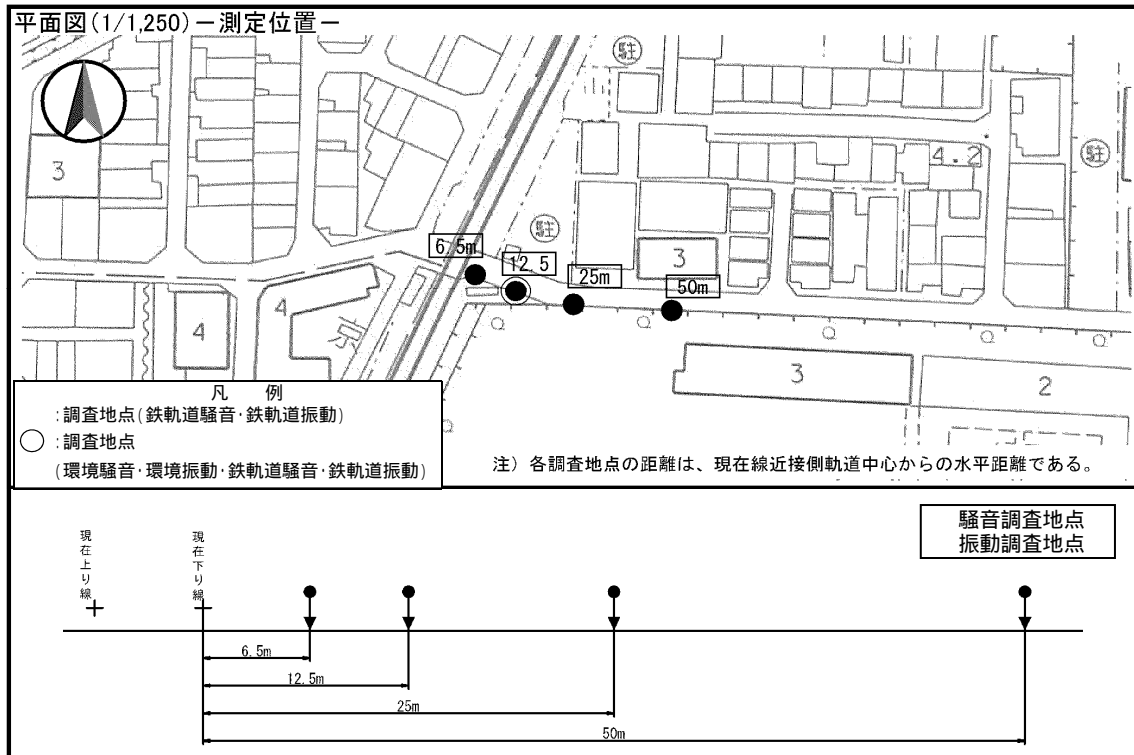 平面図(1/1,250)－測定位置－
駐
駐
駐
3
4.2
6.5m
12.5
25m
50m
3
4
4
京
3
2
凡　例
:調査地点(鉄軌道騒音･鉄軌道振動)
○ :調査地点
(環境騒音･環境振動･鉄軌道騒音･鉄軌道振動)
注) 各調査地点の距離は、現在線近接側軌道中心からの水平距離である。
騒音調査地点
振動調査地点
現在上り線
現在下り線
6.5m
12.5m
25m
50m